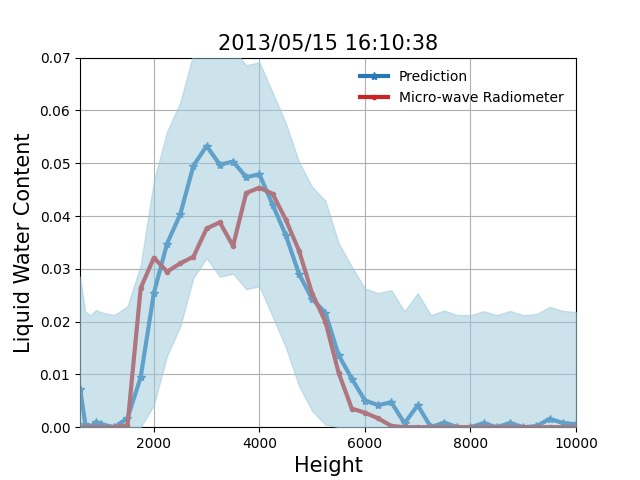 2013/05/15 16:10:38
Prediction
Micro-wave Radiometer
Liquid Water Content
0.07
0.06
0.05
0.04
0.03
0.02
0.01
0.00
2000 4000 6000 8000 10000
Height